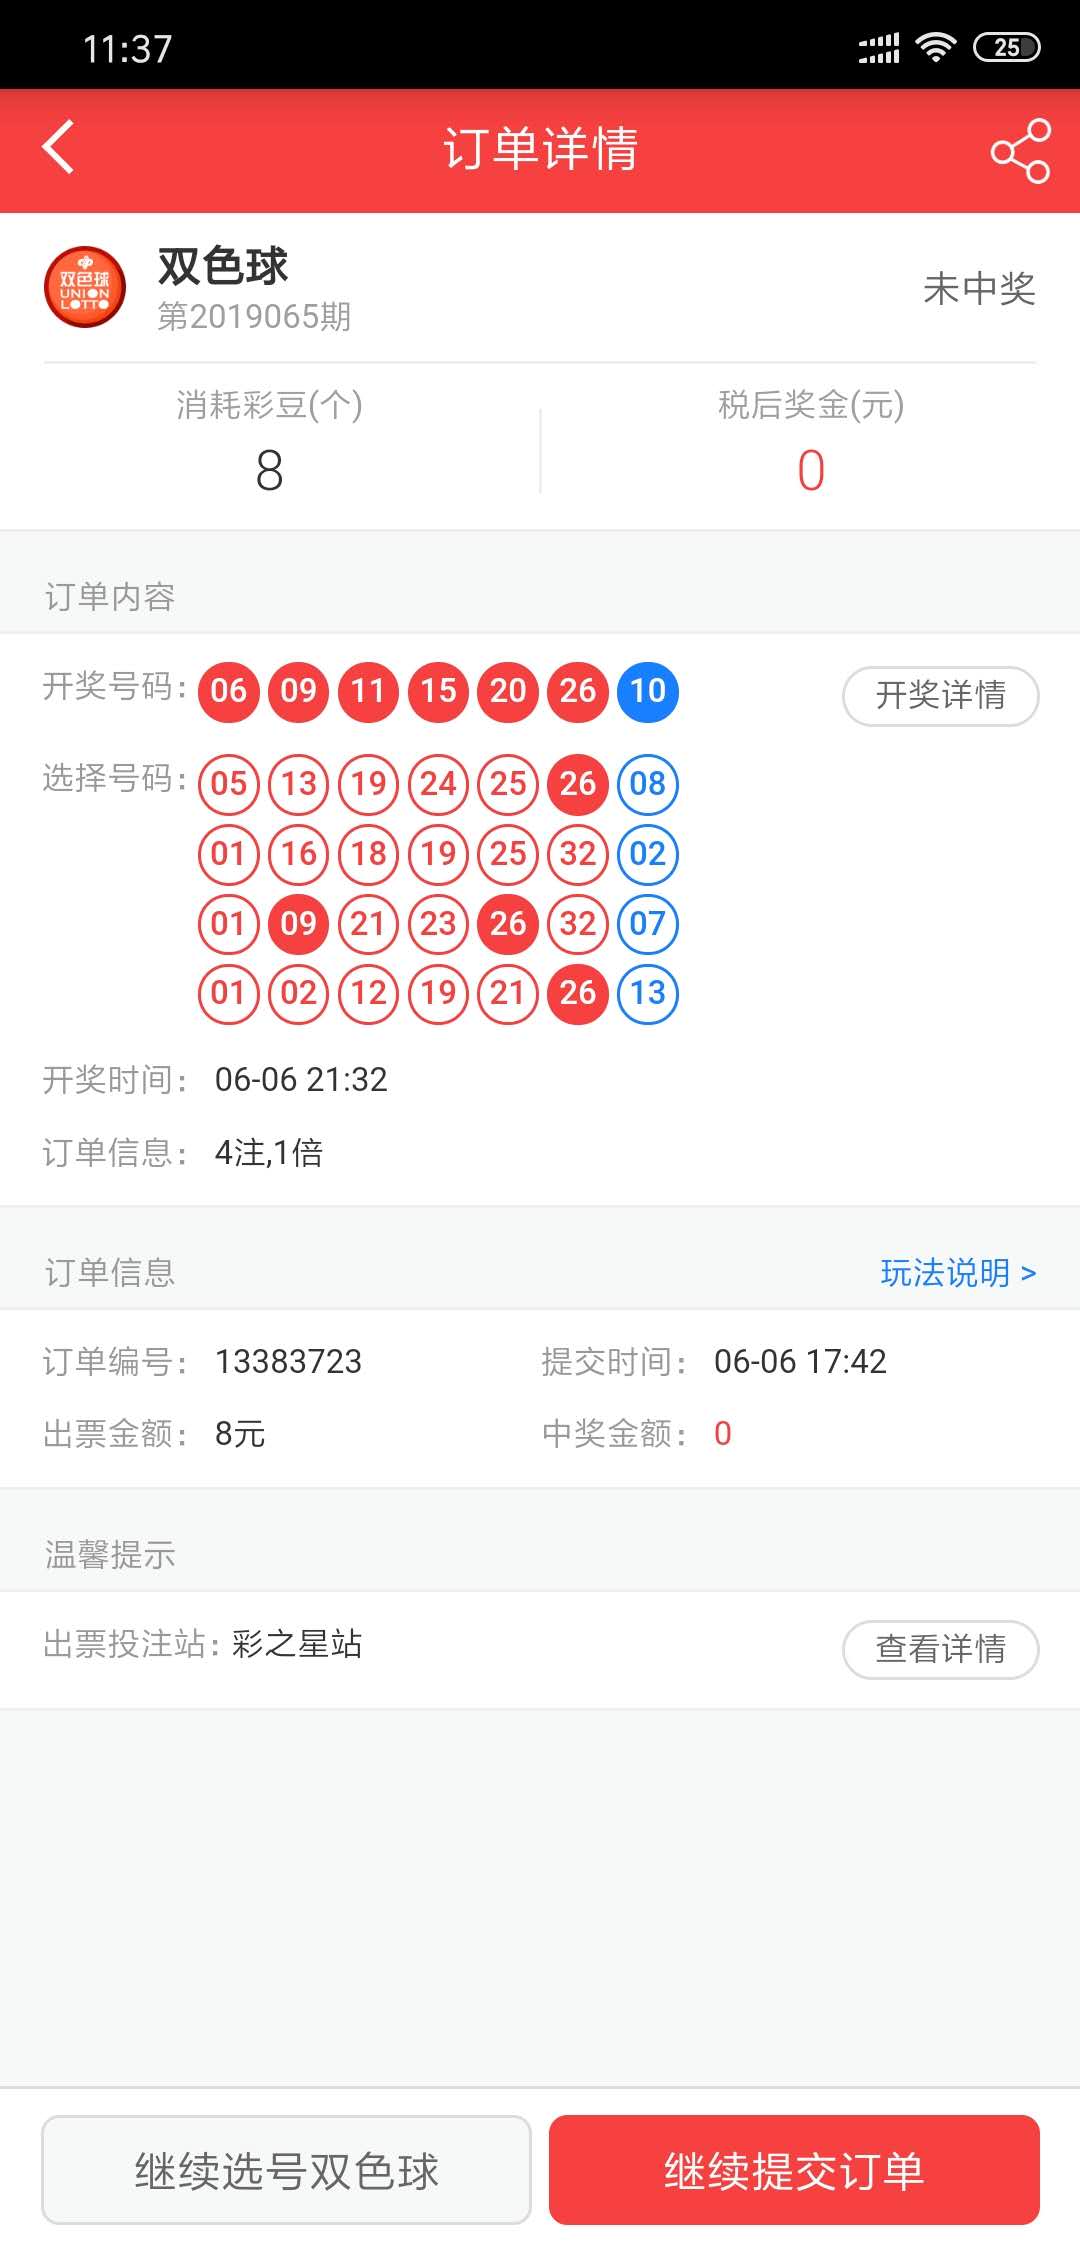 11:37
25
订单详情
双色球
UNION
LOTTO
双色球
第2019065期
未中奖
消耗彩豆(个)
税后奖金(元)
8
0
订单内容
开奖号码: 06 09 11 15 20 26 10
开奖详情
选择号码: 05 13 19 24 25 26 08
01 16 18 19 25 32 02
01 09 21 23 26 32 07
01 02 12 19 21 26 13
开奖时间: 06-06 21:32
订单信息: 4注,1倍
订单信息
玩法说明 >
订单编号: 13383723
提交时间: 06-06 17:42
出票金额: 8元
中奖金额: 0
温馨提示
出票投注站: 彩之星站
查看详情
继续选号双色球
继续提交订单